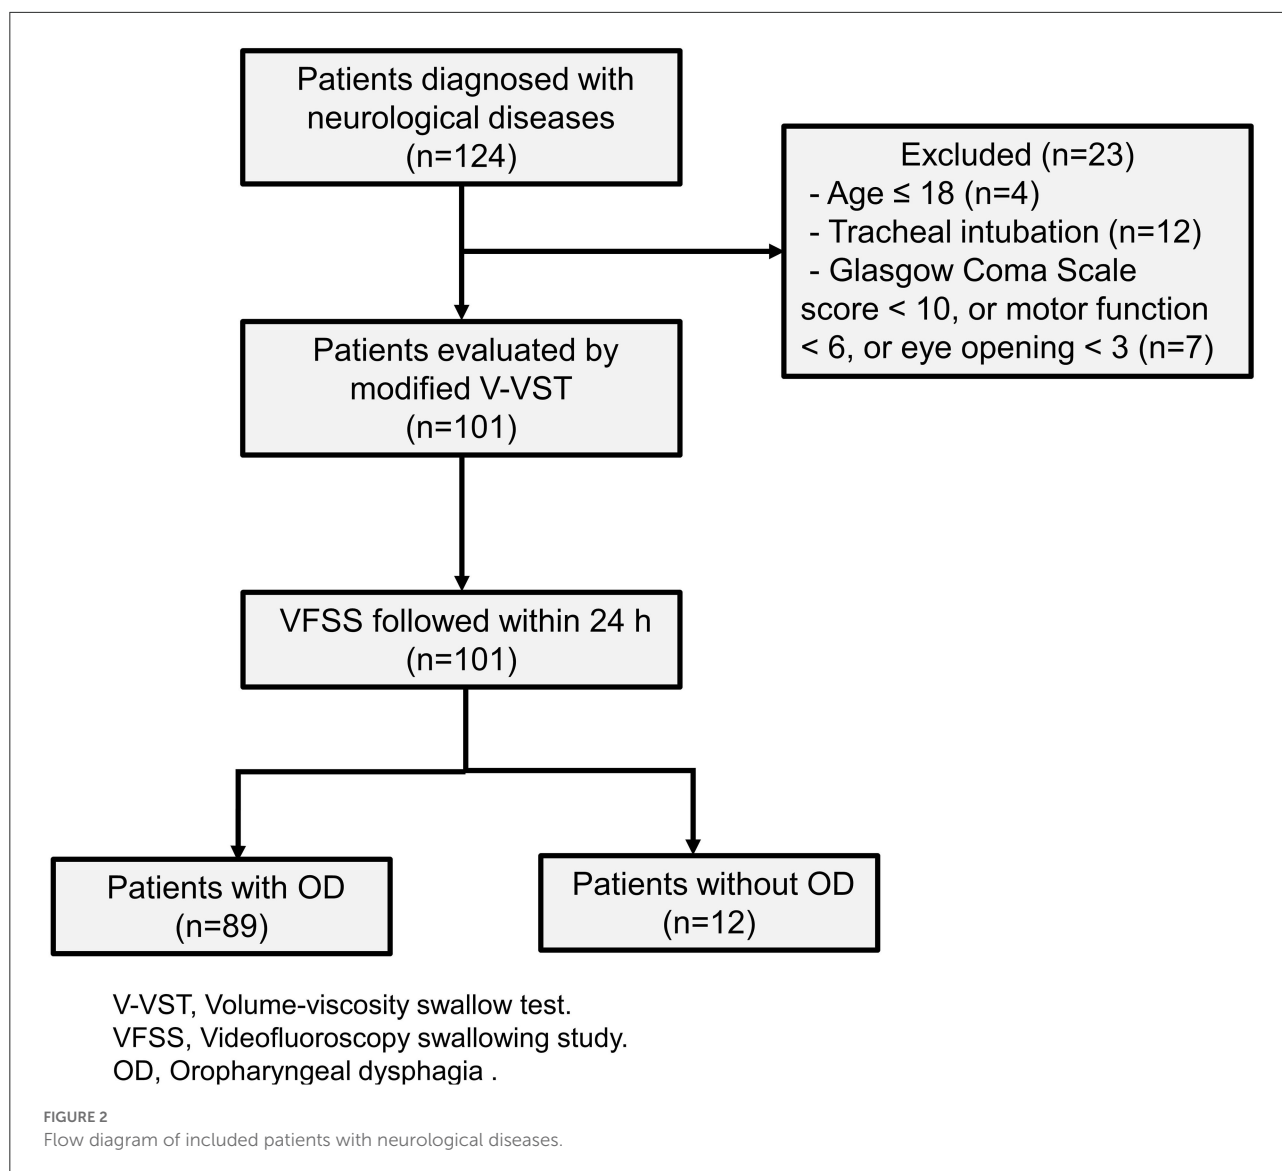 Patients diagnosed with
neurological diseases
(n=124)
Excluded (n=23)
- Age ≤ 18 (n=4)
- Tracheal intubation (n=12)
- Glasgow Coma Scale
score < 10, or motor function
< 6, or eye opening < 3 (n=7)
Patients evaluated by
modified V-VST
(n=101)
VFSS followed within 24 h
(n=101)
Patients with OD
(n=89)
Patients without OD
(n=12)
V-VST, Volume-viscosity swallow test.
VFSS, Videofluoroscopy swallowing study.
OD, Oropharyngeal dysphagia .
FIGURE 2
Flow diagram of included patients with neurological diseases.